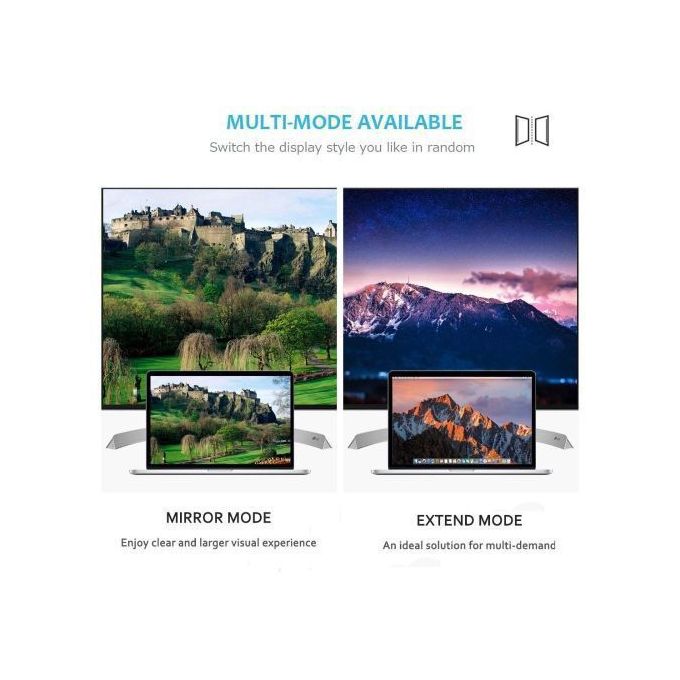 MULTI-MODE AVAILABLE
Switch the display style you like in random
MIRROR MODE
EXTEND MODE
Enjoy clear and larger visual experience
An ideal solution for multi-demand